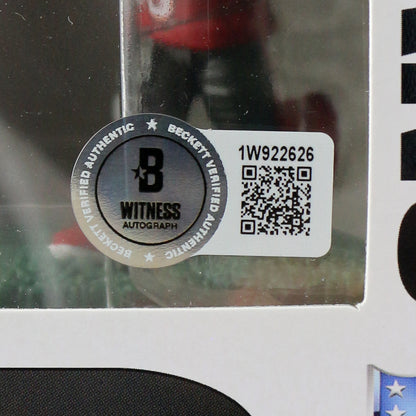 BECKETT VERIFIED AUTHENTIC ★ BECKETT VERIFIED AUTHENTIC ★
B
WITNESS
AUTOGRAPH
1W922626